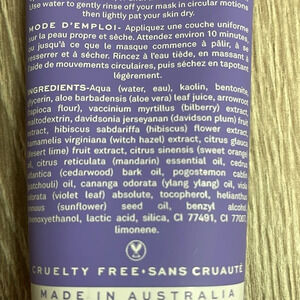 Use water to gently rinse off your mask in circular motions
then lightly pat your skin dry.
MODE D'EMPLOI- Appliquez une couche uniforme
sur la peau propre et sèche. Attendez environ 10 minutes,
ou jusqu'à ce que le masque commence à pâlir, à se
resserrer et à sécher. Rincez à l'eau tiède, en massant à
l'aide de mouvements circulaires, puis séchez en tapotant
légèrement.
INGREDIENTS-Aqua (water, eau), kaolin, bentonite,
glycerin, aloe barbadensis (aloe vera) leaf juice, arrowroot
(tapioca flour), vaccinium myrtillus (bilberry) extract,
maltodextrin, davidsonia jerseyana (davidson plum) fruit
extract, hibiscus sabdariffa (hibiscus) flower extract,
hamamelis virginiana (witch hazel) extract, citrus glauca
(desert lime) fruit extract, citrus sinensis (sweet orange)
oil, citrus reticulata (mandarin) essential oil, cedrus
atlantica (cedarwood) bark oil, pogostemon cablin
(patchouli) oil, cananga odorata (ylang ylang) oil, viola
odorata (violet leaf) absolute, tocopherol, helianthus
annuus (sunflower) seed oil, benzyl alcohol,
phenoxyethanol, lactic acid, silica, CI 77491, CI 77007,
limonene.
CRUELTY FREE•SANS CRUAUTÉ
MADE IN AUSTRALIA